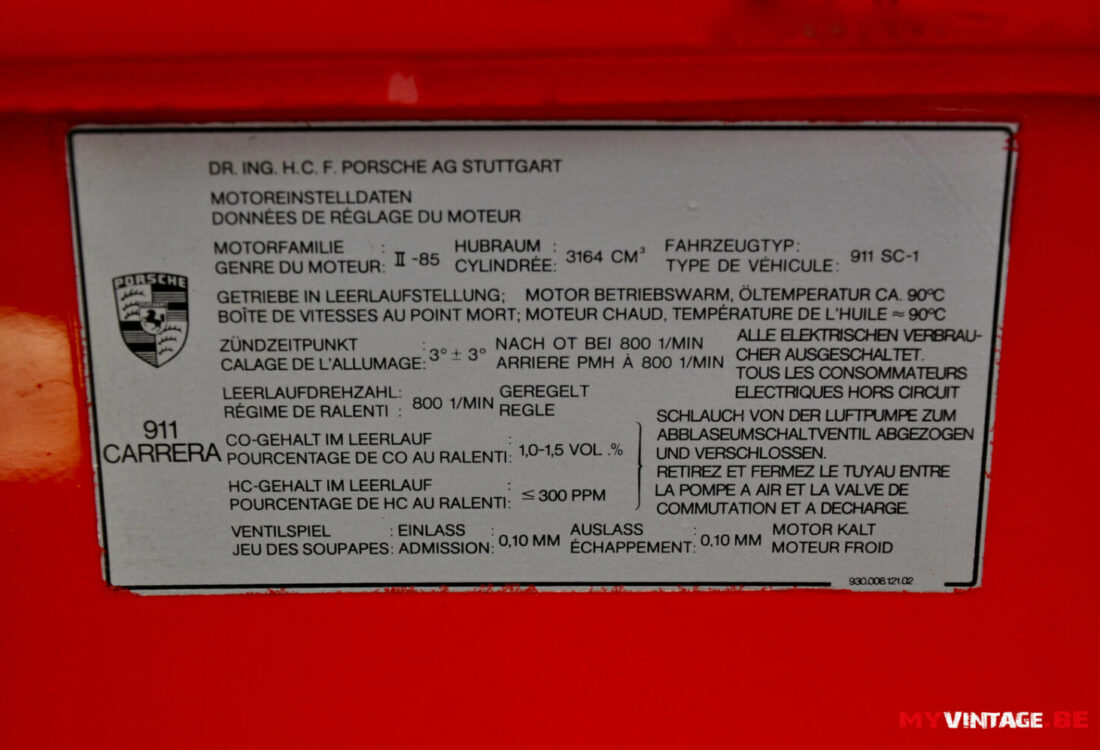 DR. ING. H.C. F. PORSCHE AG STUTTGART
MOTOREINSTELLDATEN
DONNÉES DE RÉGLAGE DU MOTEUR
MOTORFAMILIE : II -85 HUBRAUM : 3164 CM³ FAHRZEUGTYP: 911 SC-1
GENRE DU MOTEUR: CYLINDRÉE: TYPE DE VÉHICULE:
PORSCHE
GETRIEBE IN LEERLAUFSTELLUNG; MOTOR BETRIEBSWARM, ÖLTEMPERATUR CA. 90°C
BOÎTE DE VITESSES AU POINT MORT; MOTEUR CHAUD, TEMPÉRATURE DE L'HUILE ≈ 90°C
ZÜNDZEITPUNKT : 3° ± 3° NACH OT BEI 800 1/MIN
CALAGE DE L'ALLUMAGE: ARRIERE PMH À 800 1/MIN
ALLE ELEKTRISCHEN VERBRAU-
CHER AUSGESCHALTET.
TOUS LES CONSOMMATEURS
ELECTRIQUES HORS CIRCUIT
LEERLAUFDREHZAHL: 800 1/MIN GEREGELT
RÉGIME DE RALENTI : REGLE
911
CARRERA
CO-GEHALT IM LEERLAUF : 1,0-1,5 VOL .%
POURCENTAGE DE CO AU RALENTI:
HC-GEHALT IM LEERLAUF : ≤ 300 PPM
POURCENTAGE DE HC AU RALENTI:
SCHLAUCH VON DER LUFTPUMPE ZUM
ABBLASEUMSCHALTVENTIL ABGEZOGEN
UND VERSCHLOSSEN.
RETIREZ ET FERMEZ LE TUYAU ENTRE
LA POMPE A AIR ET LA VALVE DE
COMMUTATION ET A DECHARGE.
VENTILSPIEL : EINLASS : 0,10 MM AUSLASS : 0,10 MM MOTOR KALT
JEU DES SOUPAPES: ADMISSION: ÉCHAPPEMENT: MOTEUR FROID
930.006.121.02
MYVINTAGE.BE